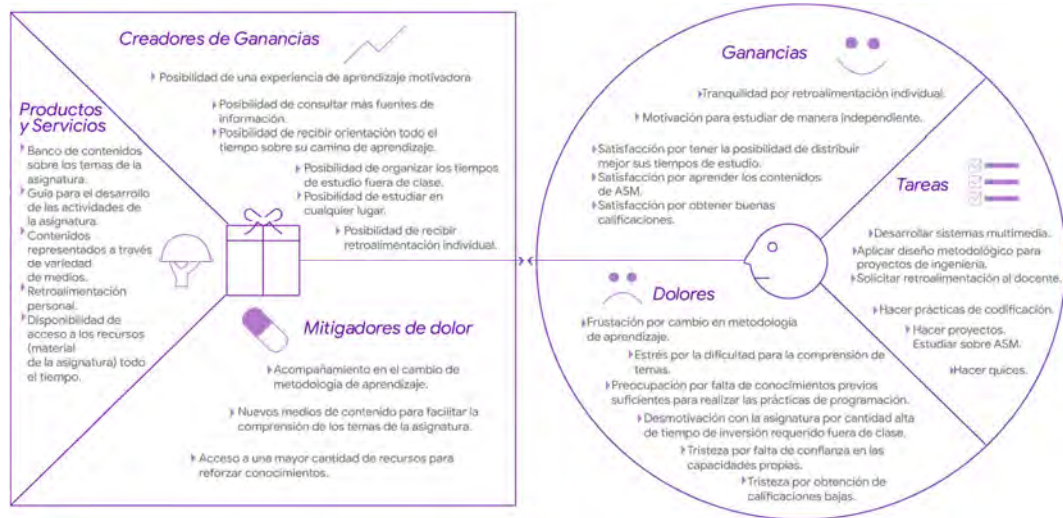 Creadores de Ganancias
Posibilidad de una experiencia de aprendizaje motivadora
Posibilidad de consultar más fuentes de
información.
Posibilidad de recibir orientación todo el
tiempo sobre su camino de aprendizaje.
Posibilidad de organizar los tiempos
de estudio fuera de clase.
Posibilidad de estudiar en
cualquier lugar.
Posibilidad de recibir
retroalimentación individual.
Productos
y Servicios
Banco de contenidos
sobre los temas de la
asignatura.
Guía para el desarrollo
de las actividades de
la asignatura.
Contenidos
representados a través
de variedad
de medios.
Retroalimentación
personal.
Disponibilidad de
acceso a los recursos
(material
de la asignatura) todo
el tiempo.
Mitigadores de dolor
Acompañamiento en el cambio de
metodología de aprendizaje.
Nuevos medios de contenido para facilitar la
comprensión de los temas de la asignatura.
Acceso a una mayor cantidad de recursos para
reforzar conocimientos.
Ganancias
Tranquilidad por retroalimentación individual.
Motivación para estudiar de manera independiente.
Satisfacción por tener la posibilidad de distribuir
mejor sus tiempos de estudio.
Satisfacción por aprender los contenidos
de ASM.
Satisfacción por obtener buenas
calificaciones.
Tareas
Desarrollar sistemas multimedia.
Aplicar diseño metodológico para
proyectos de ingeniería.
Solicitar retroalimentación al docente.
Hacer prácticas de codificación.
Hacer proyectos.
Estudiar sobre ASM.
Hacer quices.
Dolores
Frustación por cambio en metodología
de aprendizaje.
Estrés por la dificultad para la comprensión de
temas.
Preocupación por falta de conocimientos previos
suficientes para realizar las prácticas de programación.
Desmotivación con la asignatura por cantidad alta
de tiempo de inversión requerido fuera de clase.
Tristeza por falta de confianza en las
capacidades propias.
Tristeza por obtención de
calificaciones bajas.